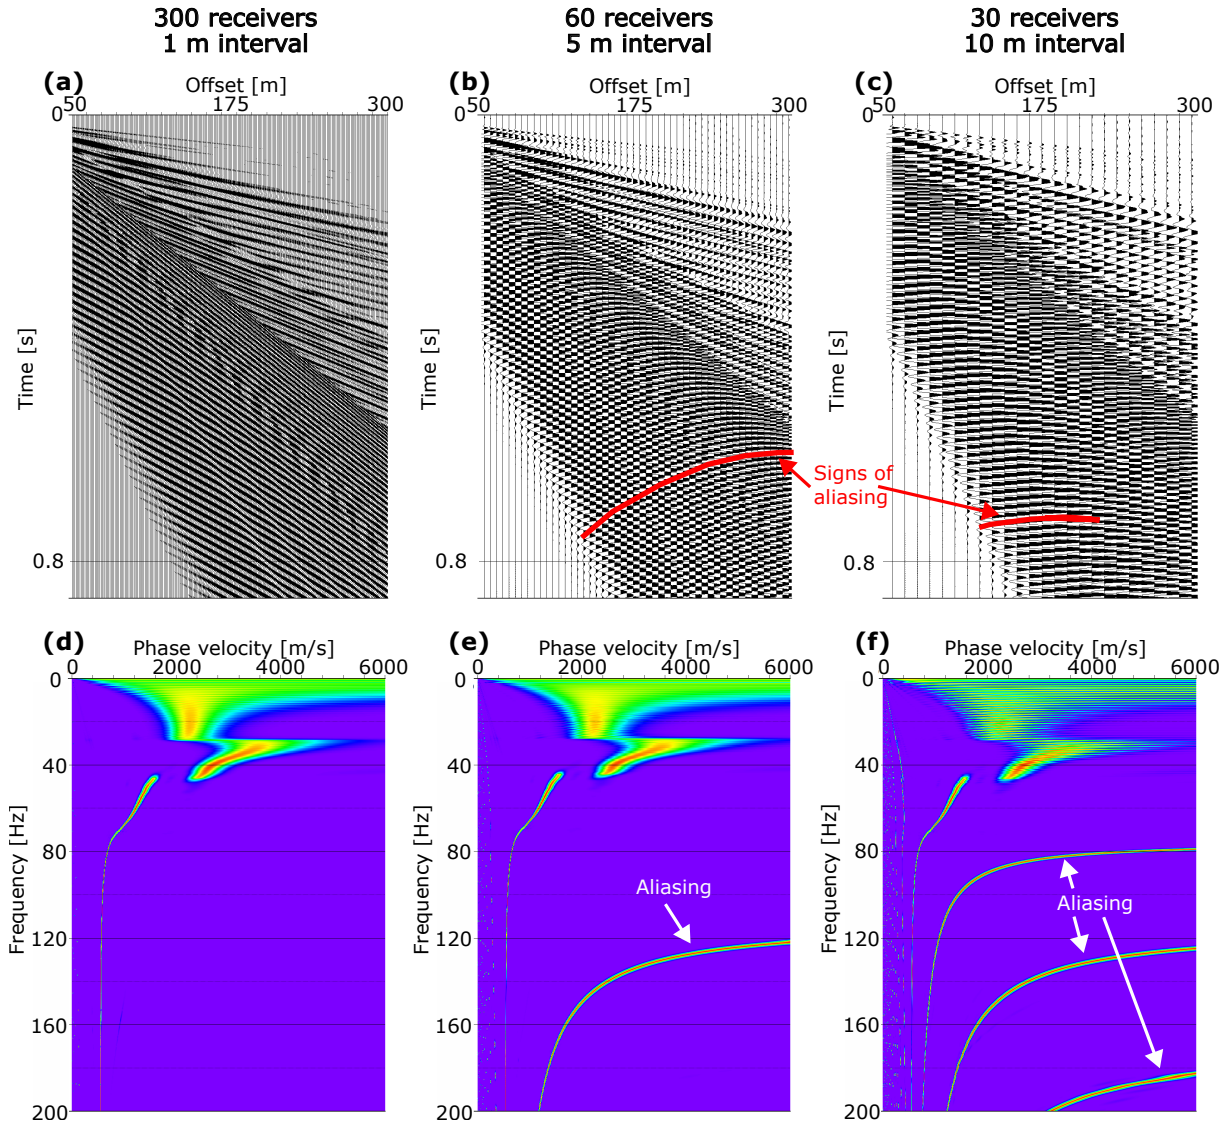 300 receivers
1 m interval
60 receivers
5 m interval
30 receivers
10 m interval
(a)
Offset [m]
50
175
300
0
Time [s]
0.8
(b)
Offset [m]
50
175
300
Time [s]
(c)
Offset [m]
50
175
300
0
Time [s]
0.8
Signs of
aliasing
(d)
Phase velocity [m/s]
0
2000
4000
6000
0
40
80
120
160
200
Frequency [Hz]
(e)
Phase velocity [m/s]
0
2000
4000
6000
0
40
80
120
160
200
Frequency [Hz]
Aliasing
(f)
Phase velocity [m/s]
0
2000
4000
6000
0
40
80
120
160
200
Frequency [Hz]
Aliasing